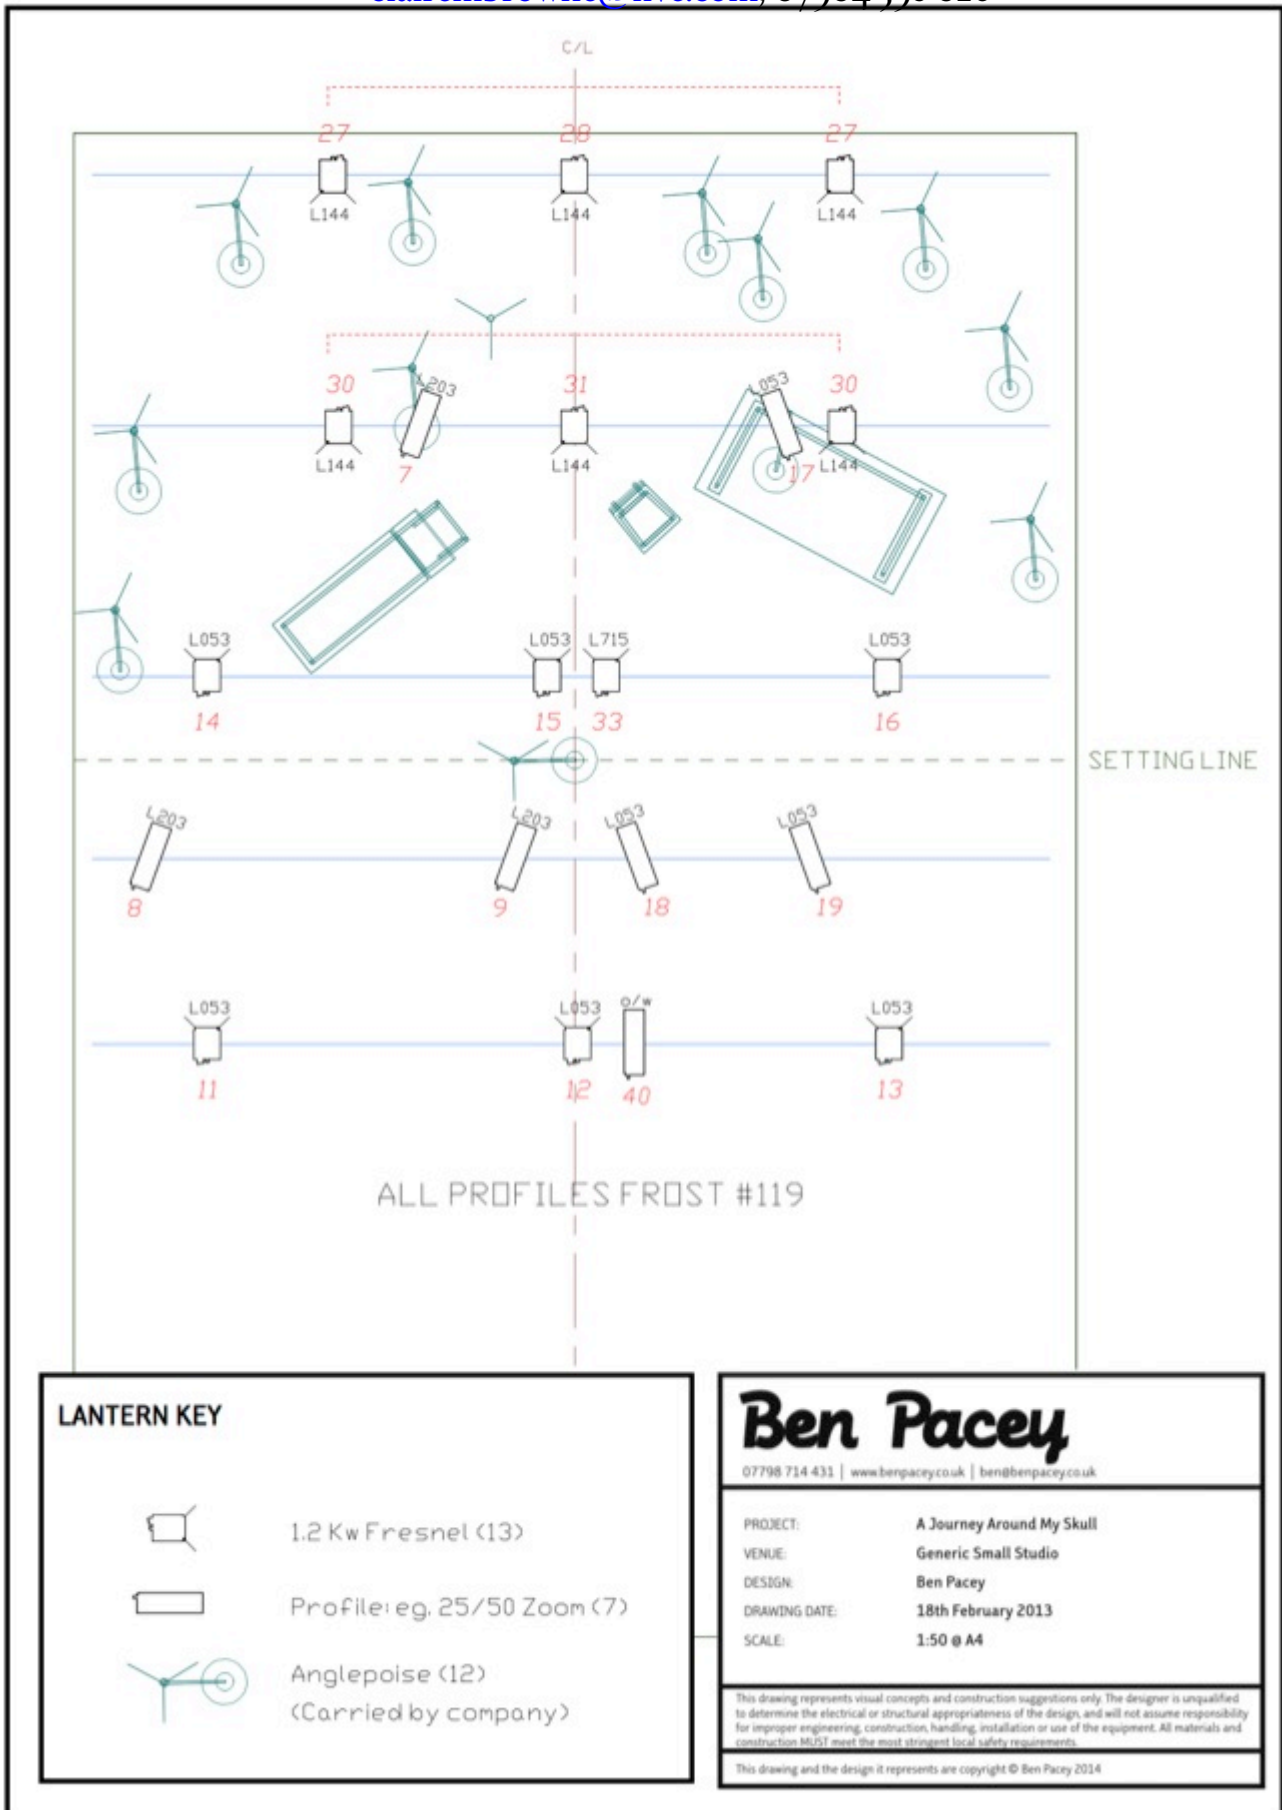 C/L
27 28 27
L144 L144 L144
30 31 30
L203 L053
L144 L144 L144
7 17
L053 L053 L715 L053
14 15 33 16
SETTING LINE
L203 L203 L053 L053
8 9 18 19
L053 L053 o/w L053
11 12 40 13
ALL PROFILES FROST #119
LANTERN KEY
1.2 Kw Fresnel (13)
Profile: eg. 25/50 Zoom (7)
Anglepoise (12)
(Carried by company)
Ben Pacey
07798 714 431 | www.benpacey.co.uk | ben@benpacey.co.uk
PROJECT: A Journey Around My Skull
VENUE: Generic Small Studio
DESIGN: Ben Pacey
DRAWING DATE: 18th February 2013
SCALE: 1:50 @ A4
This drawing represents visual concepts and construction suggestions only. The designer is unqualified
to determine the electrical or structural appropriateness of the design, and will not assume responsibility
for improper engineering, construction, handling, installation or use of the equipment. All materials and
construction MUST meet the most stringent local safety requirements.
This drawing and the design it represents are copyright © Ben Pacey 2014